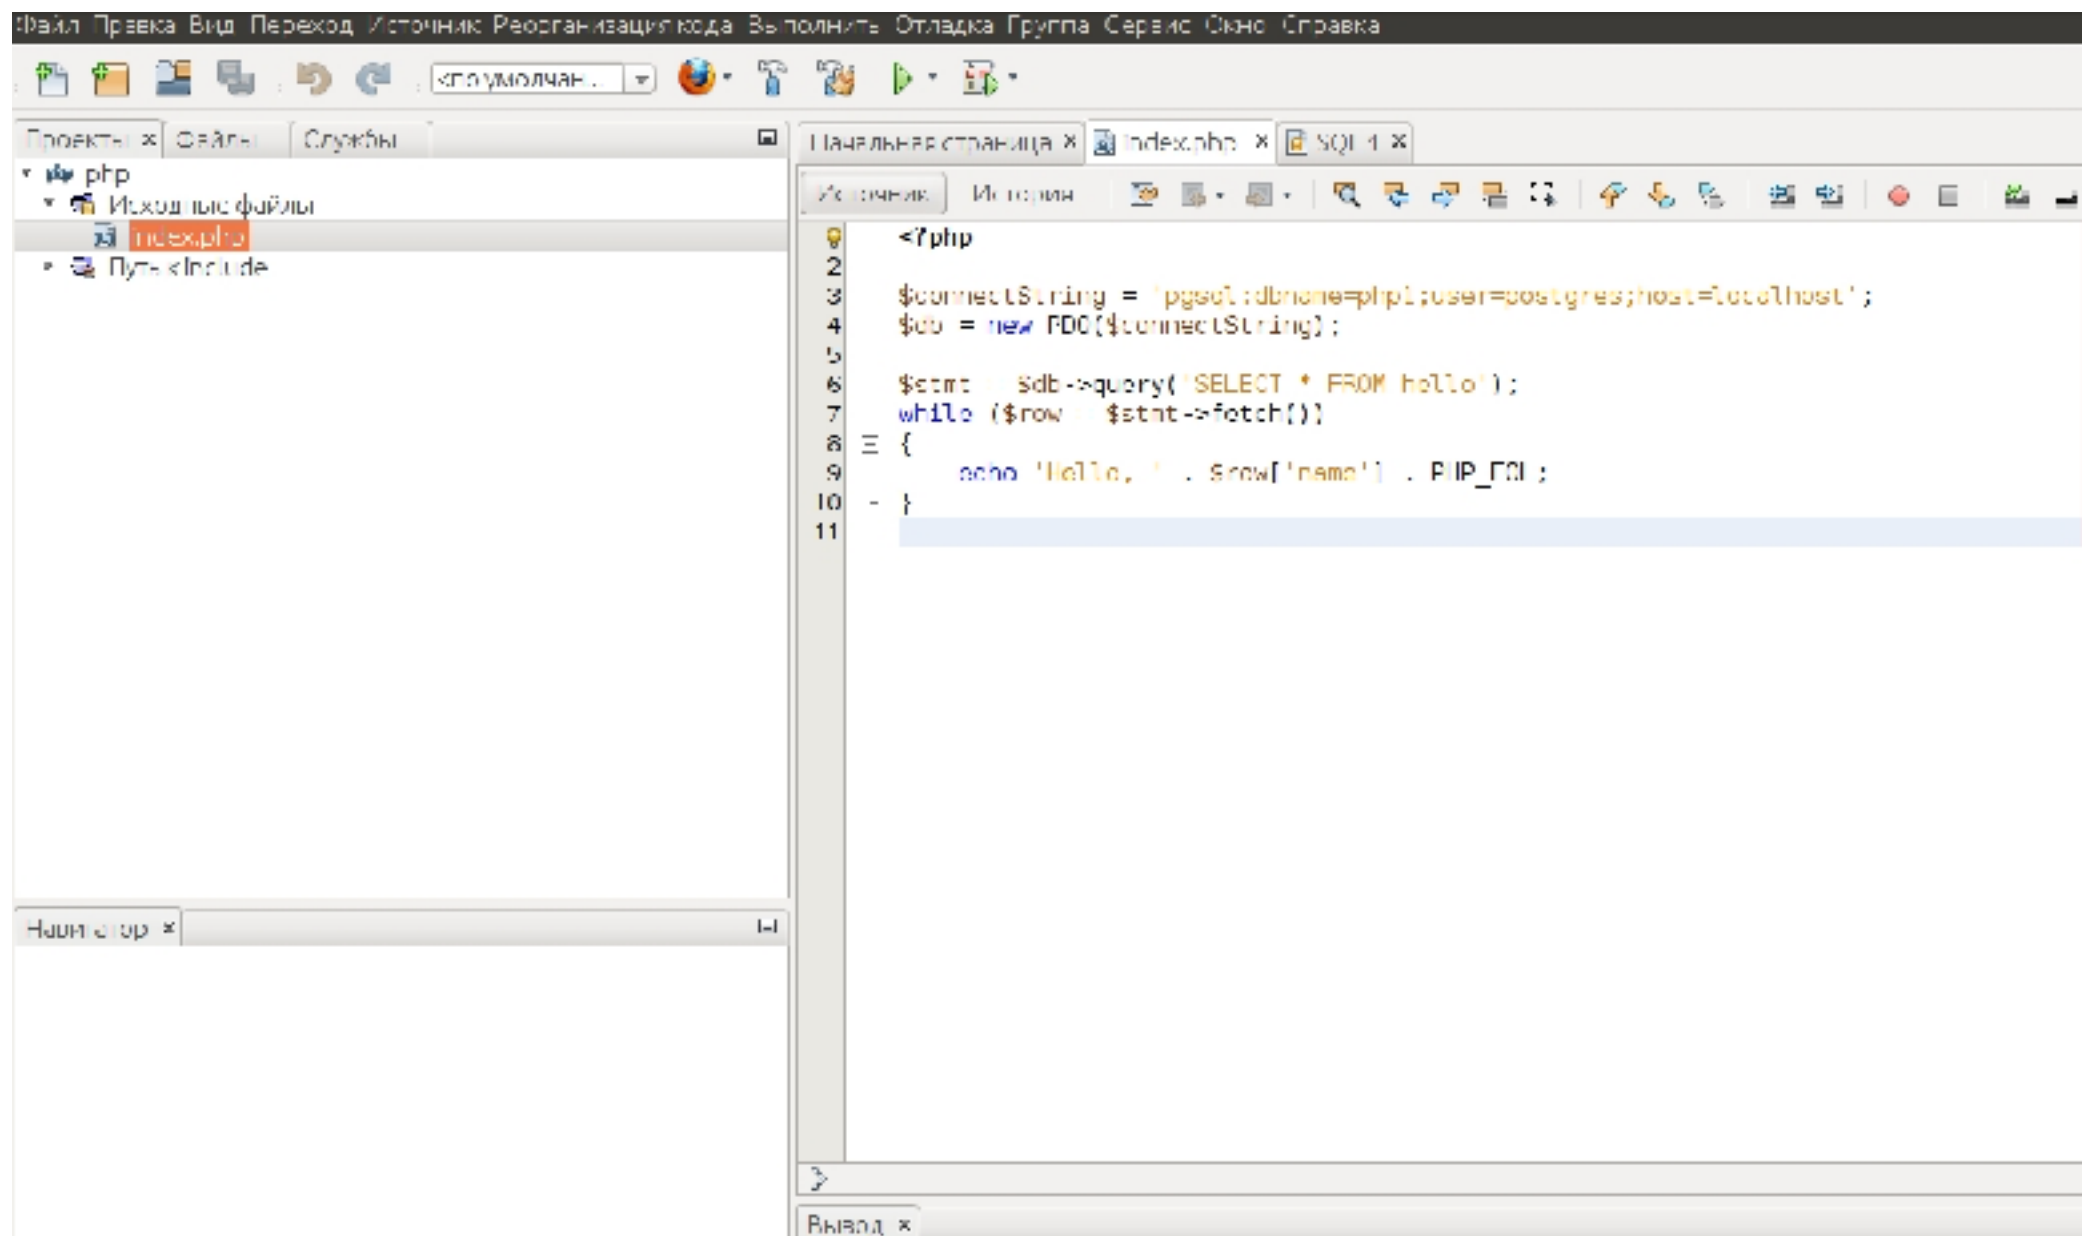 Файл Правка Вид Переход Источник Реорганизация кода Выполнить Отладка Группа Сервис Окно Справка
<по умолчан...
Проекты Файлы Службы
Начальная страница index.php SQL 4
php
Исходные файлы
index.php
Путь к Include
Источник История
<?php
2
3 $connectString = 'pgsql:dbname=php1;user=postgres;host=localhost';
4 $db = new PDO($connectString);
5
6 $stmt = $db->query('SELECT * FROM hello');
7 while ($row = $stmt->fetch())
8 {
9 echo 'Hello, ' . $row['name'] . PHP_EOL;
10 }
11
Навигатор
Вывод